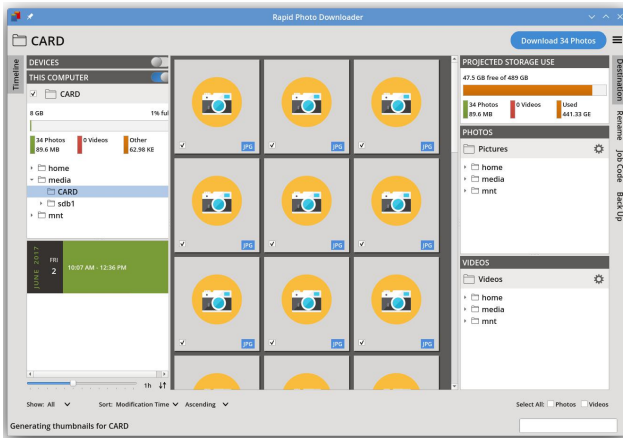 Rapid Photo Downloader
CARD
Download 34 Photos
Timeline
DEVICES
THIS COMPUTER
CARD
8 GB 1% ful
34 Photos
89.6 MB
0 Videos
Other
62.98 KE
home
media
CARD
sdb1
mnt
JUNE 2017
FRI
2
10:07 AM - 12:36 PM
1h
JPG JPG JPG
JPG JPG JPG
JPG JPG JPG
PROJECTED STORAGE USE
47.5 GB free of 489 GB
34 Photos
89.6 MB
0 Videos
Used
441.33 GE
PHOTOS
Pictures
home
media
mnt
VIDEOS
Videos
home
media
mnt
Destination
Rename
Job Code
Back Up
Show: All Sort: Modification Time Ascending
Select All: Photos Videos
Generating thumbnails for CARD